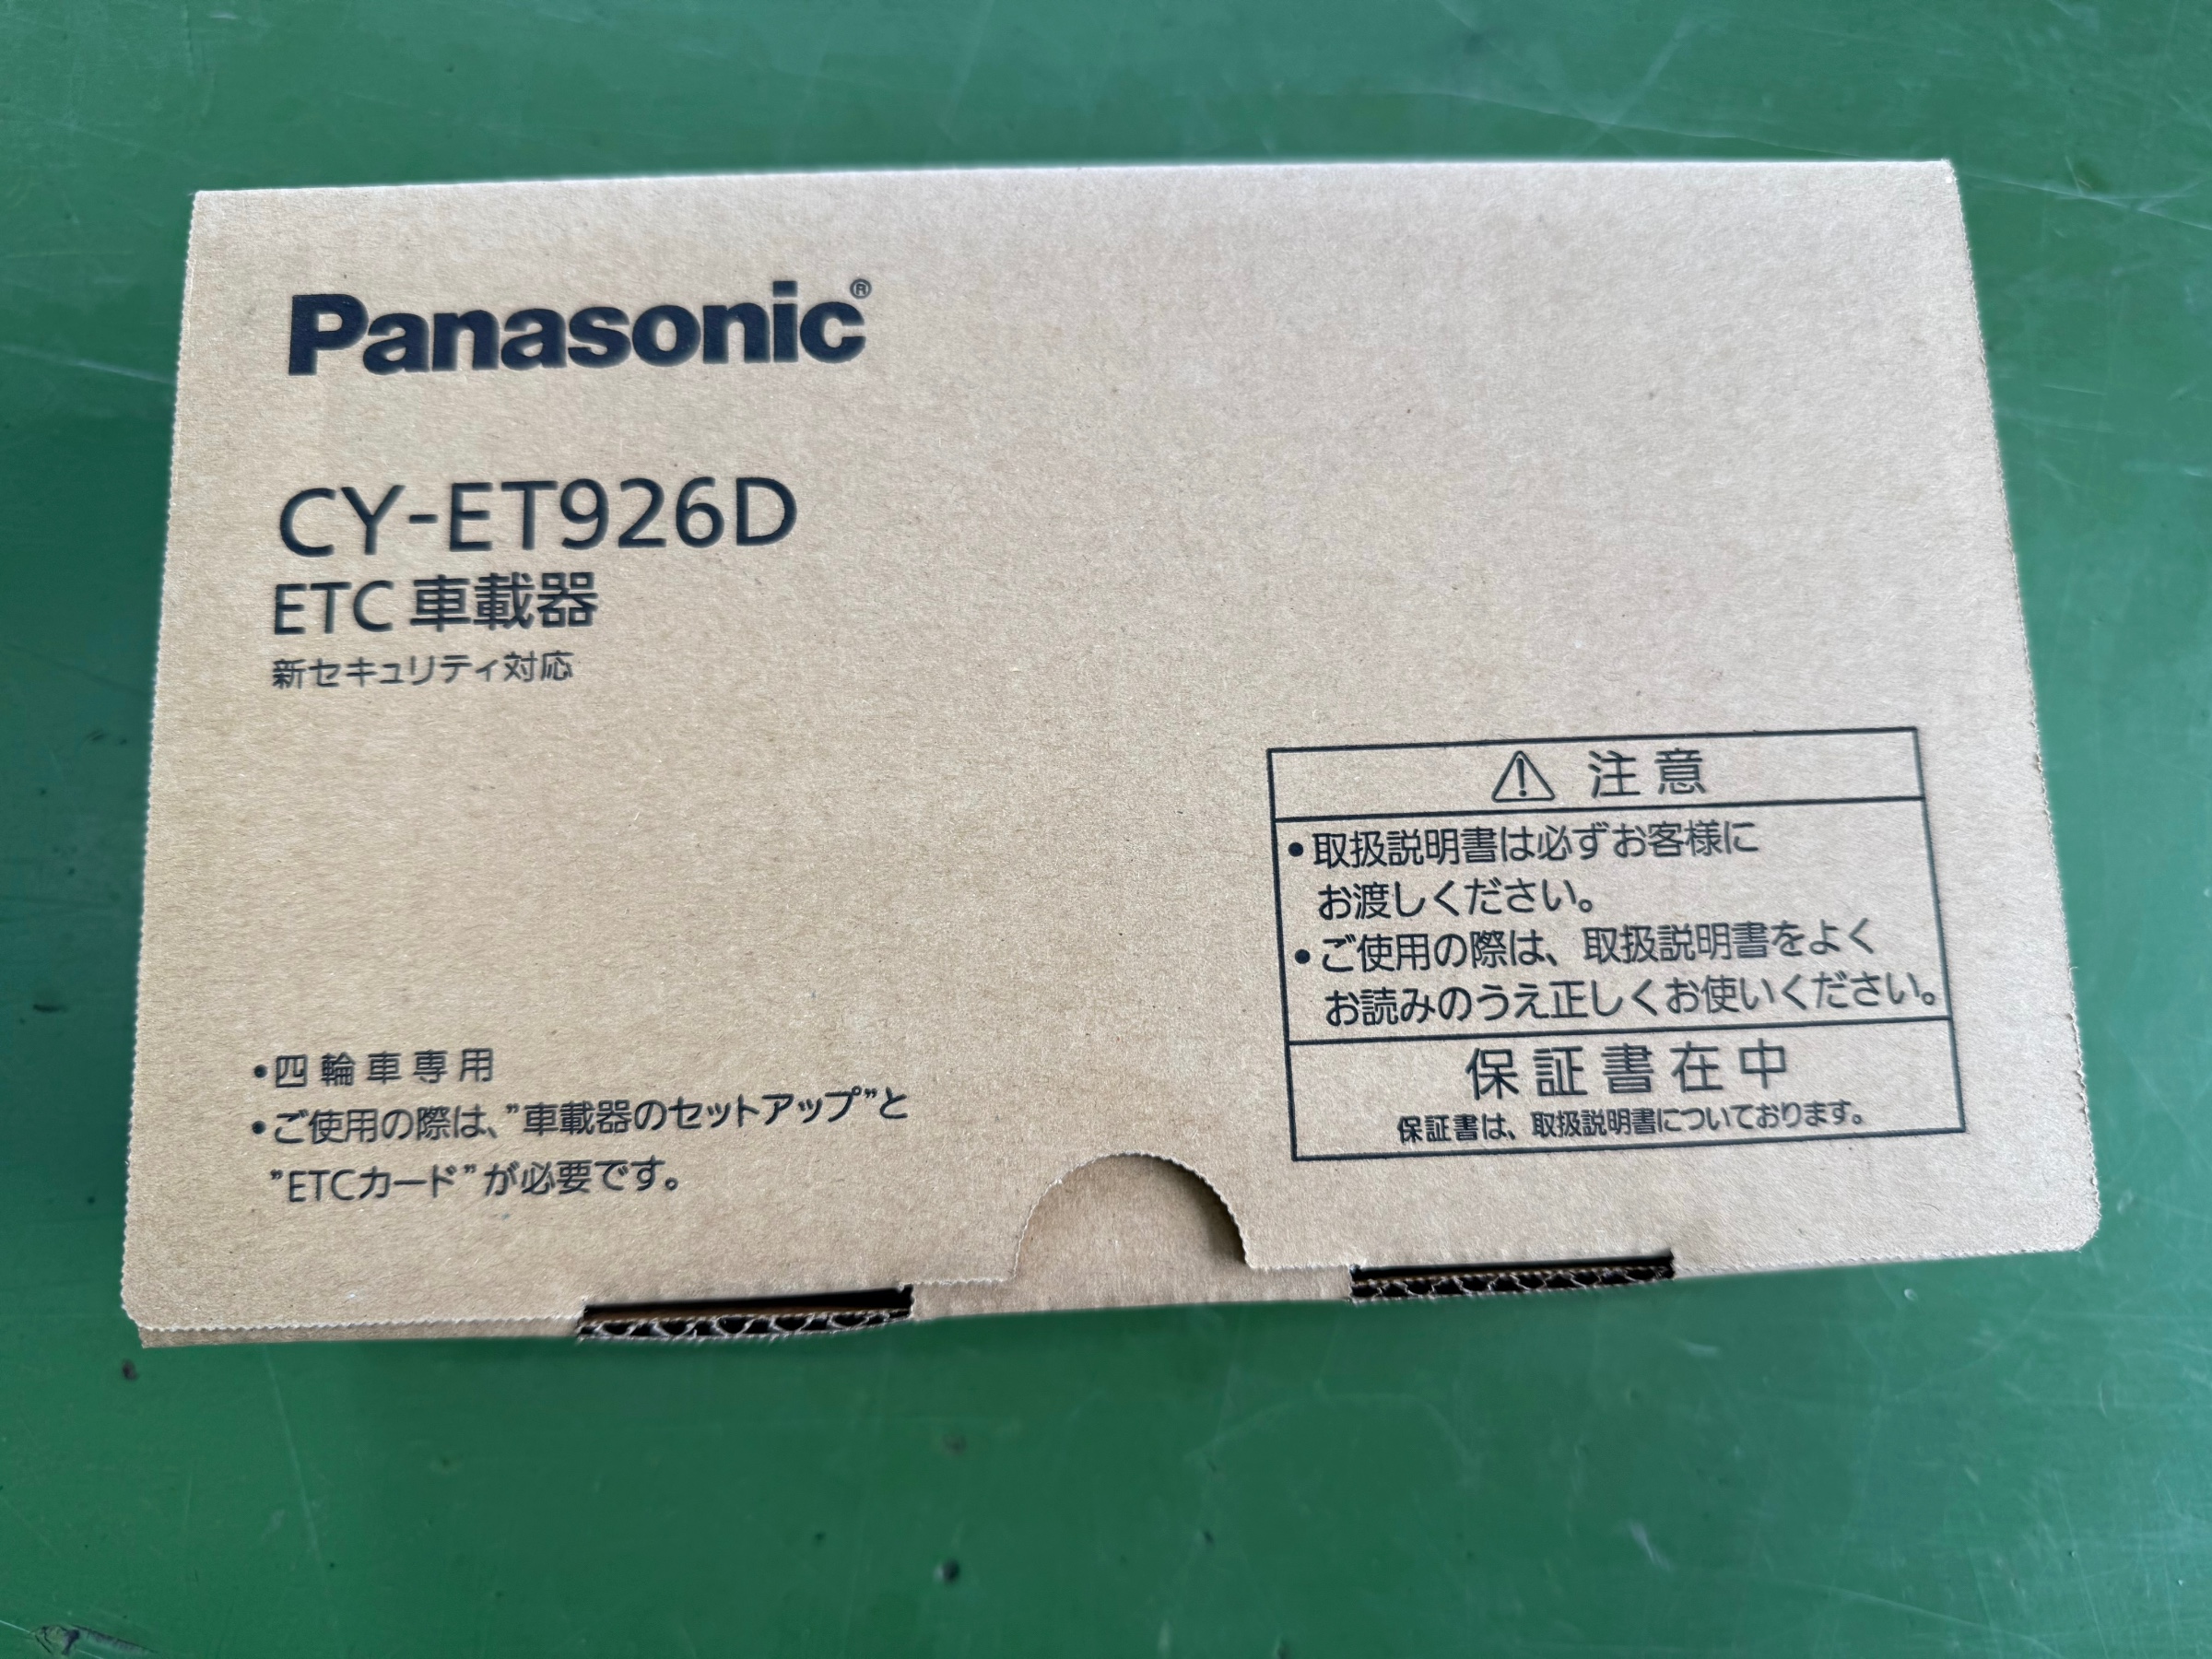 Panasonic®
CY-ET926D
ETC車載器
新セキュリティ対応
•四輪車専用
•ご使用の際は、"車載器のセットアップ"と
"ETCカード"が必要です。
⚠ 注意
•取扱説明書は必ずお客様に
お渡しください。
•ご使用の際は、取扱説明書をよく
お読みのうえ正しくお使いください。
保証書在中
保証書は、取扱説明書についております。